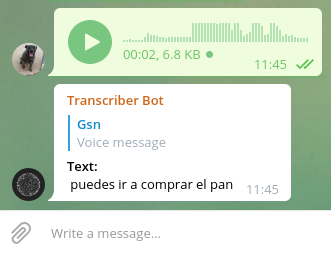 00:02, 6.8 KB
11:45
Transcriber Bot
Gsn
Voice message
Text:
puedes ir a comprar el pan
11:45
Write a message...